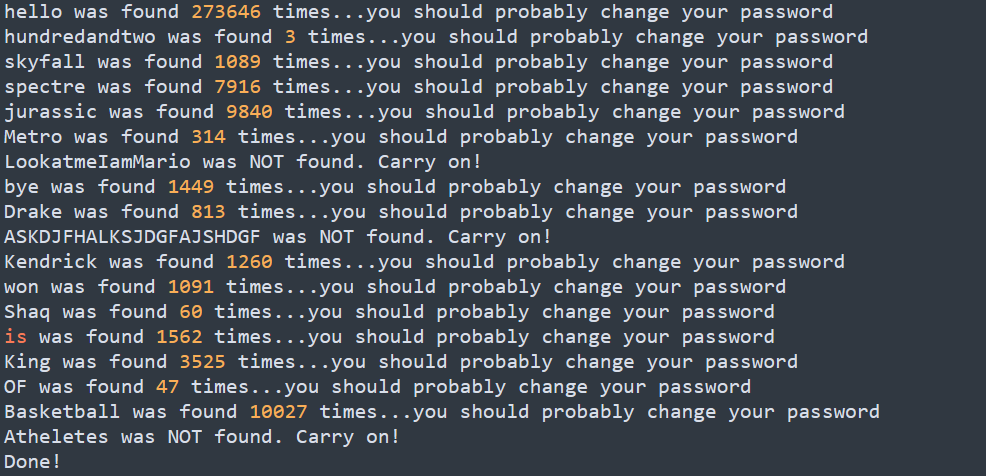 hello was found 273646 times...you should probably change your password
hundredandtwo was found 3 times...you should probably change your password
skyfall was found 1089 times...you should probably change your password
spectre was found 7916 times...you should probably change your password
jurassic was found 9840 times...you should probably change your password
Metro was found 314 times...you should probably change your password
LookatmeIamMario was NOT found. Carry on!
bye was found 1449 times...you should probably change your password
Drake was found 813 times...you should probably change your password
ASKDJFHALKSJDGFAJSHDGF was NOT found. Carry on!
Kendrick was found 1260 times...you should probably change your password
won was found 1091 times...you should probably change your password
Shaq was found 60 times...you should probably change your password
is was found 1562 times...you should probably change your password
King was found 3525 times...you should probably change your password
OF was found 47 times...you should probably change your password
Basketball was found 10027 times...you should probably change your password
Atheletes was NOT found. Carry on!
Done!